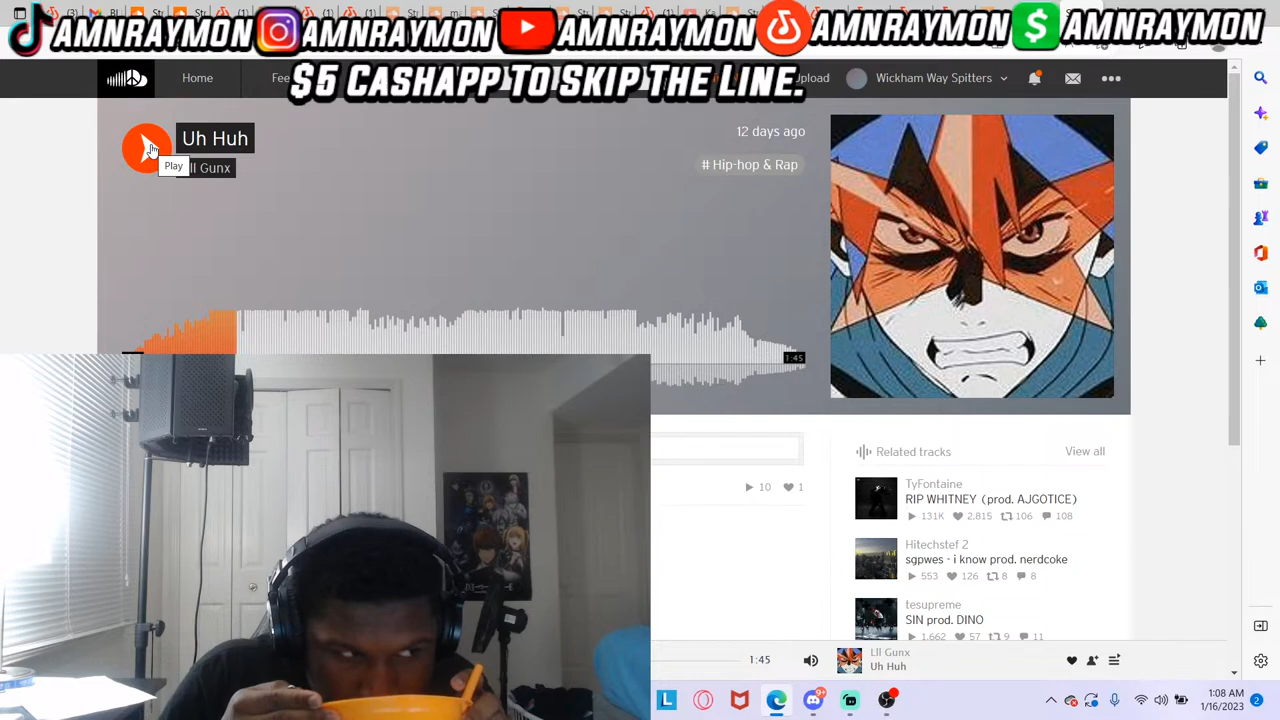 AMNRAYMON AMNRAYMON AMNRAYMON AMNRAYMON AMNRAYMON
$5 CASHAPP TO SKIP THE LINE.
Home
Upload
Wickham Way Spitters
Uh Huh
12 days ago
Play
Lil Gunx
# Hip-hop & Rap
1:45
Related tracks
View all
10
1
TyFontaine
RIP WHITNEY (prod. AJGOTICE)
131K 2,815 106 108
Hitechstef 2
sgpwes - i know prod. nerdcoke
553 126 8 8
tesupreme
SIN prod. DINO
1,662 57 9 11
1:45
Lil Gunx
Uh Huh
1:08 AM
1/16/2023
2
9+